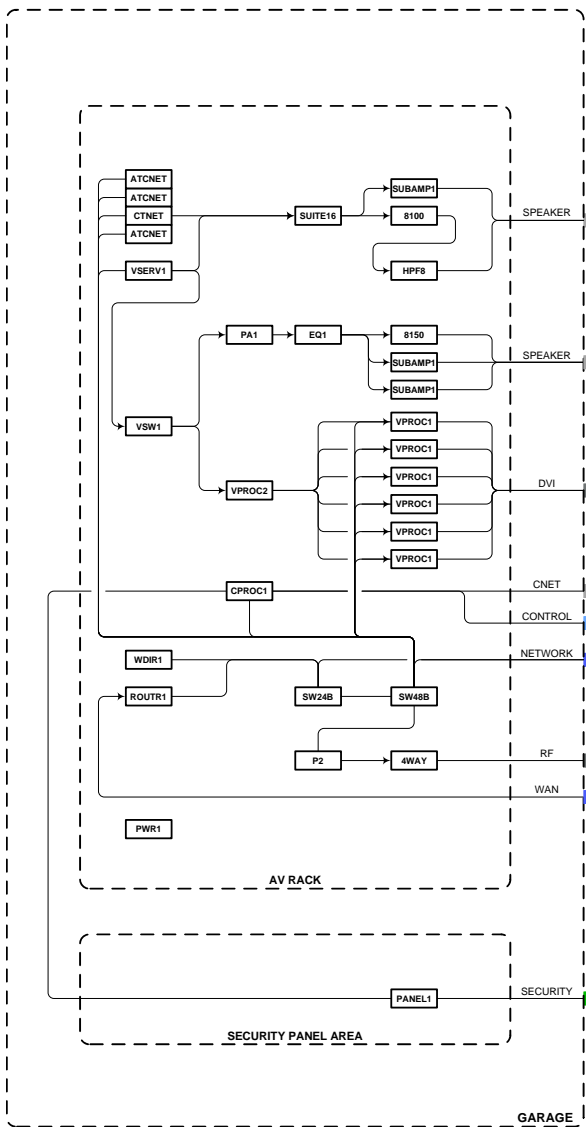 ATCNET
ATCNET
SUBAMP1
SPEAKER
CTNET
SUITE16
8100
ATCNET
VSERV1
HPF8
PA1
EQ1
8150
SPEAKER
SUBAMP1
SUBAMP1
VSW1
VPROC1
VPROC1
VPROC1
VPROC2
DVI
VPROC1
VPROC1
VPROC1
CPROC1
CNET
CONTROL
WDIR1
NETWORK
ROUTR1
SW24B
SW48B
P2
4WAY
RF
WAN
PWR1
AV RACK
PANEL1
SECURITY
SECURITY PANEL AREA
GARAGE